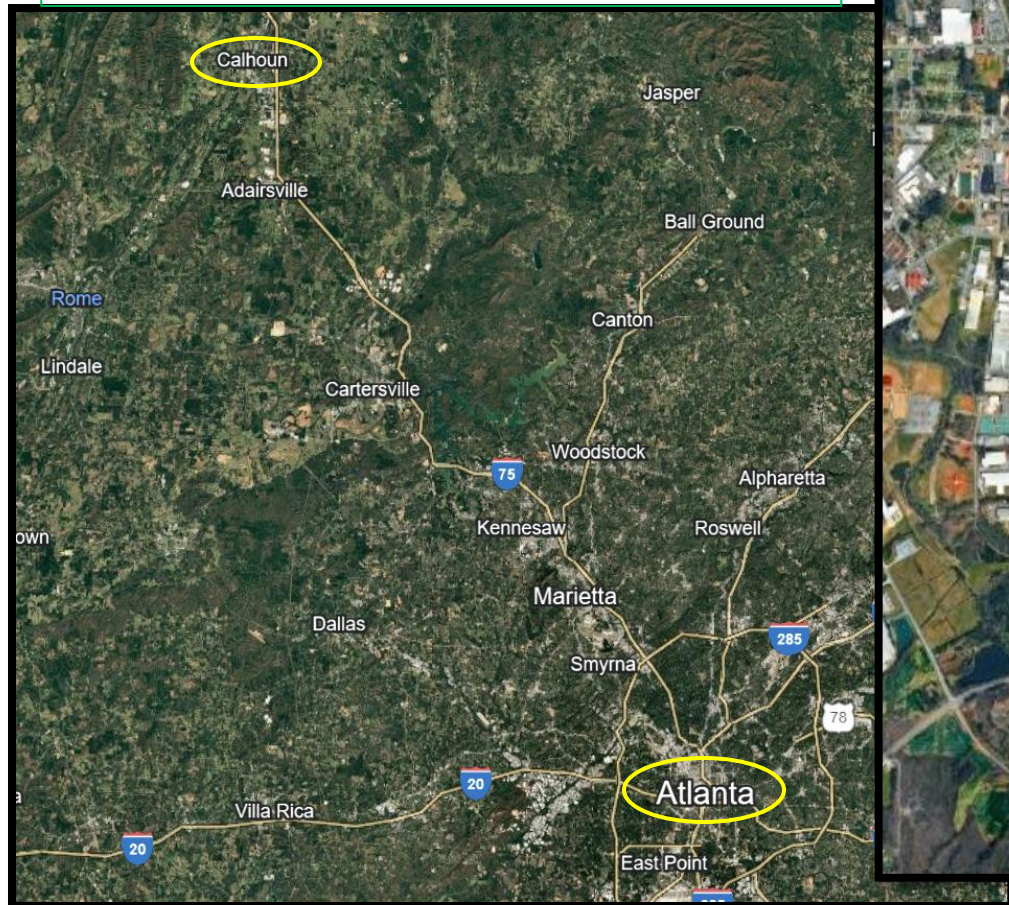 Calhoun
Jasper
Adairsville
Ball Ground
Rome
Canton
Lindale
Cartersville
Woodstock
75
Alpharetta
Kennesaw
Roswell
own
Marietta
Dallas
285
Smyrna
78
20
Atlanta
Villa Rica
20
East Point